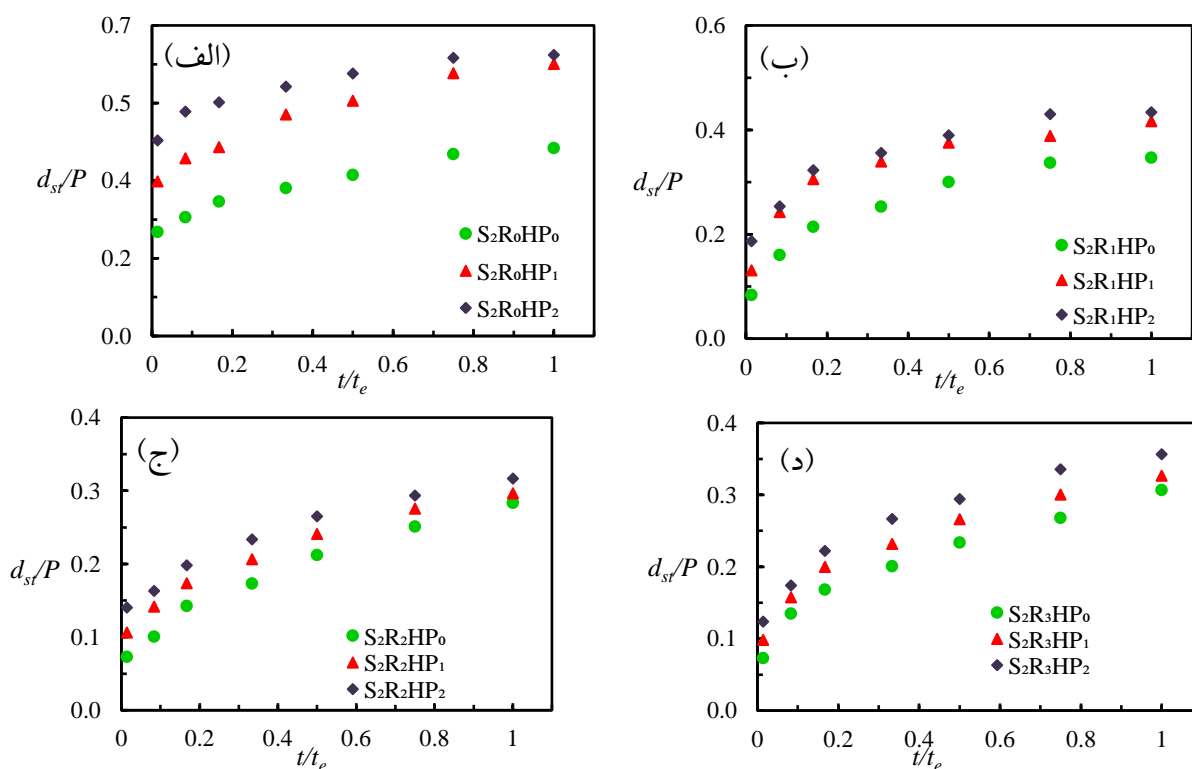 (الف)
0.7
0.5
0.4
0.2
0.0
d_st/P
S₂R₀HP₀
S₂R₀HP₁
S₂R₀HP₂
0 0.2 0.4 0.6 0.8 1
t/t_e
(ب)
0.6
0.4
0.2
0.0
d_st/P
S₂R₁HP₀
S₂R₁HP₁
S₂R₁HP₂
0 0.2 0.4 0.6 0.8 1
t/t_e
(ج)
0.4
0.3
0.2
0.1
0.0
d_st/P
S₂R₂HP₀
S₂R₂HP₁
S₂R₂HP₂
0 0.2 0.4 0.6 0.8 1
t/t_e
(د)
0.4
0.3
0.2
0.1
0.0
d_st/P
S₂R₃HP₀
S₂R₃HP₁
S₂R₃HP₂
0 0.2 0.4 0.6 0.8 1
t/t_e